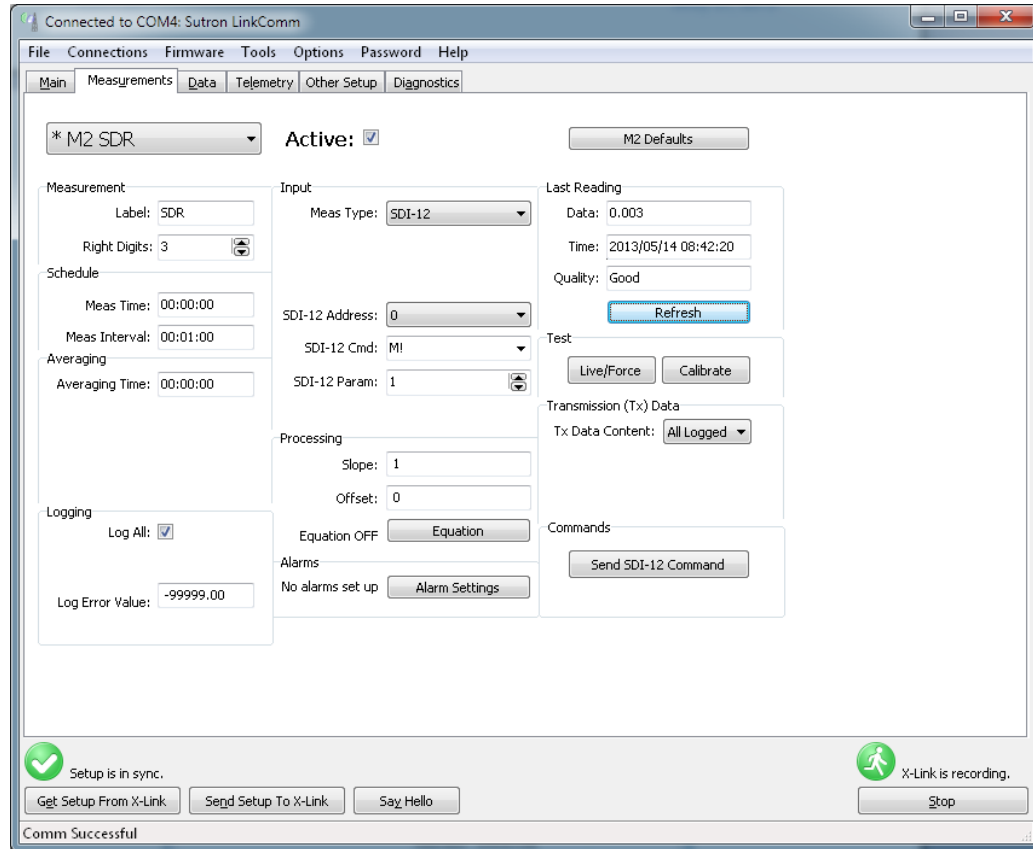 Connected to COM4: Sutron LinkComm
File Connections Firmware Tools Options Password Help
Main Measurements Data Telemetry Other Setup Diagnostics
* M2 SDR
Active:
M2 Defaults
Measurement
Label: SDR
Right Digits: 3
Schedule
Meas Time: 00:00:00
Meas Interval: 00:01:00
Averaging
Averaging Time: 00:00:00
Logging
Log All:
Log Error Value: -99999.00
Input
Meas Type: SDI-12
SDI-12 Address: 0
SDI-12 Cmd: M!
SDI-12 Param: 1
Processing
Slope: 1
Offset: 0
Equation OFF Equation
Alarms
No alarms set up Alarm Settings
Last Reading
Data: 0.003
Time: 2013/05/14 08:42:20
Quality: Good
Refresh
Test
Live/Force Calibrate
Transmission (Tx) Data
Tx Data Content: All Logged
Commands
Send SDI-12 Command
Setup is in sync.
X-Link is recording.
Get Setup From X-Link Send Setup To X-Link Say Hello Stop
Comm Successful